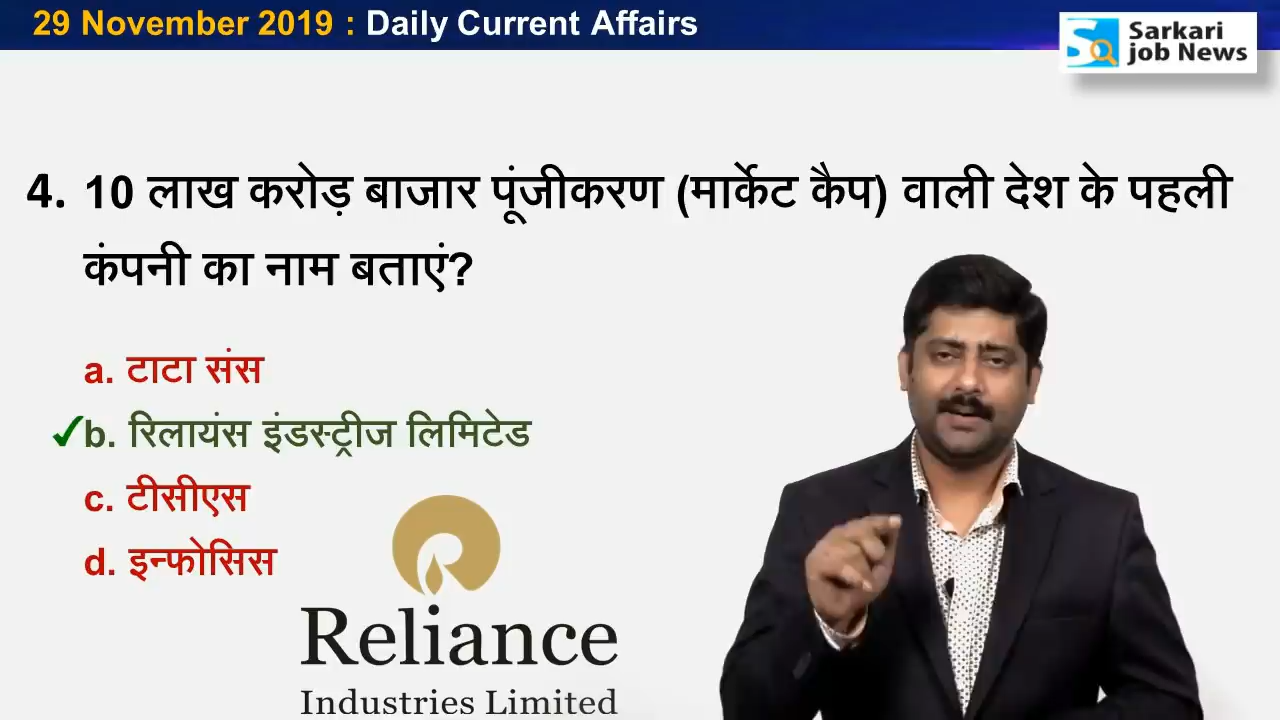 29 November 2019 : Daily Current Affairs
Sarkari
job News
4. 10 लाख करोड़ बाजार पूंजीकरण (मार्केट कैप) वाली देश के पहली
कंपनी का नाम बताएं?
a. टाटा संस
✓b. रिलायंस इंडस्ट्रीज लिमिटेड
c. टीसीएस
d. इन्फोसिस
Reliance
Industries Limited